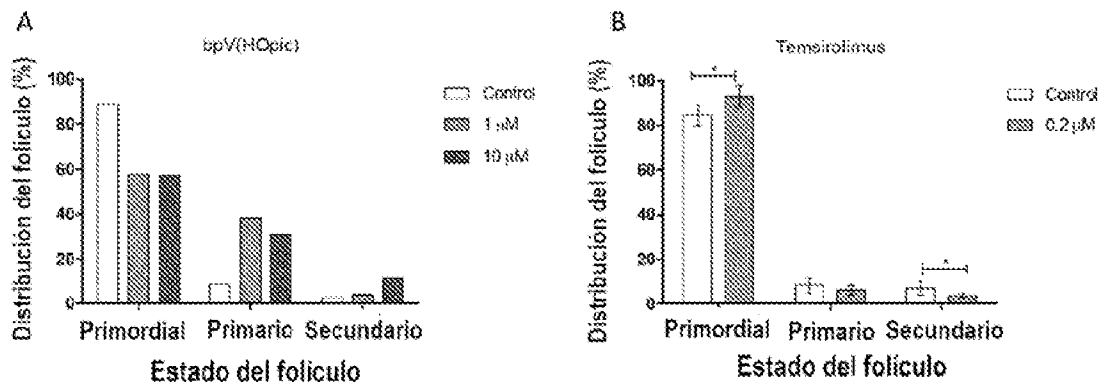 A
bpV(HOpic)
Distribución del folículo (%)
100
80
60
40
20
0
Primordial Primario Secundario
Estado del folículo
Control
1 µM
10 µM
B
Temsirolimus
Distribución del folículo (%)
100
80
60
40
20
0
* *
Primordial Primario Secundario
Estado del folículo
Control
0.2 µM